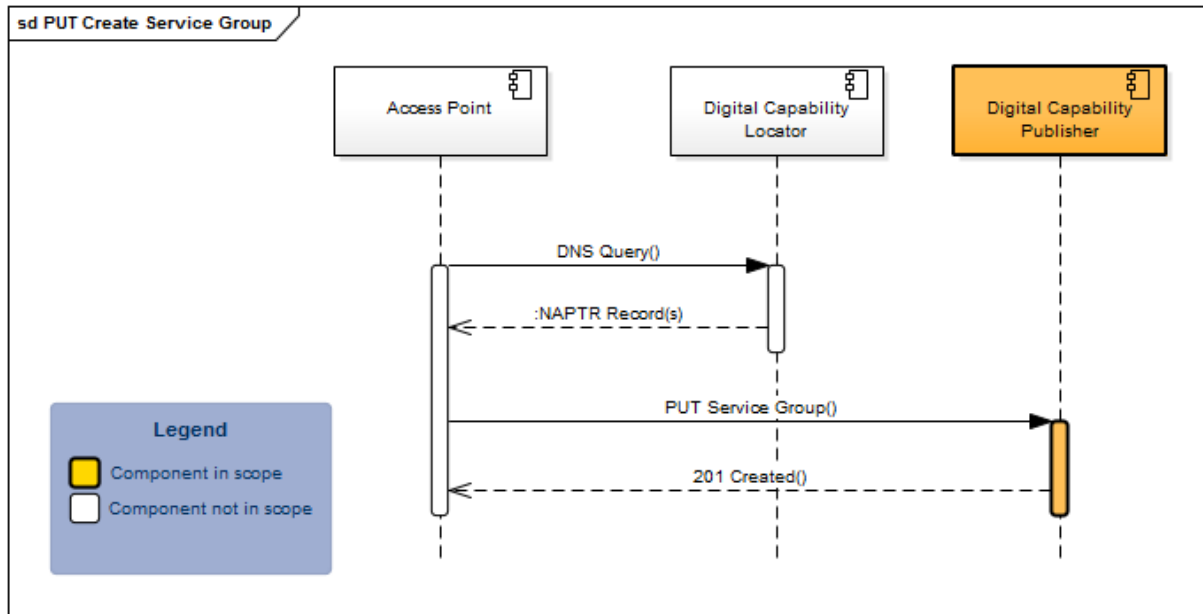 sd PUT Create Service Group
Access Point
Digital Capability
Locator
Digital Capability
Publisher
DNS Query()
:NAPTR Record(s)
PUT Service Group()
201 Created()
Legend
Component in scope
Component not in scope